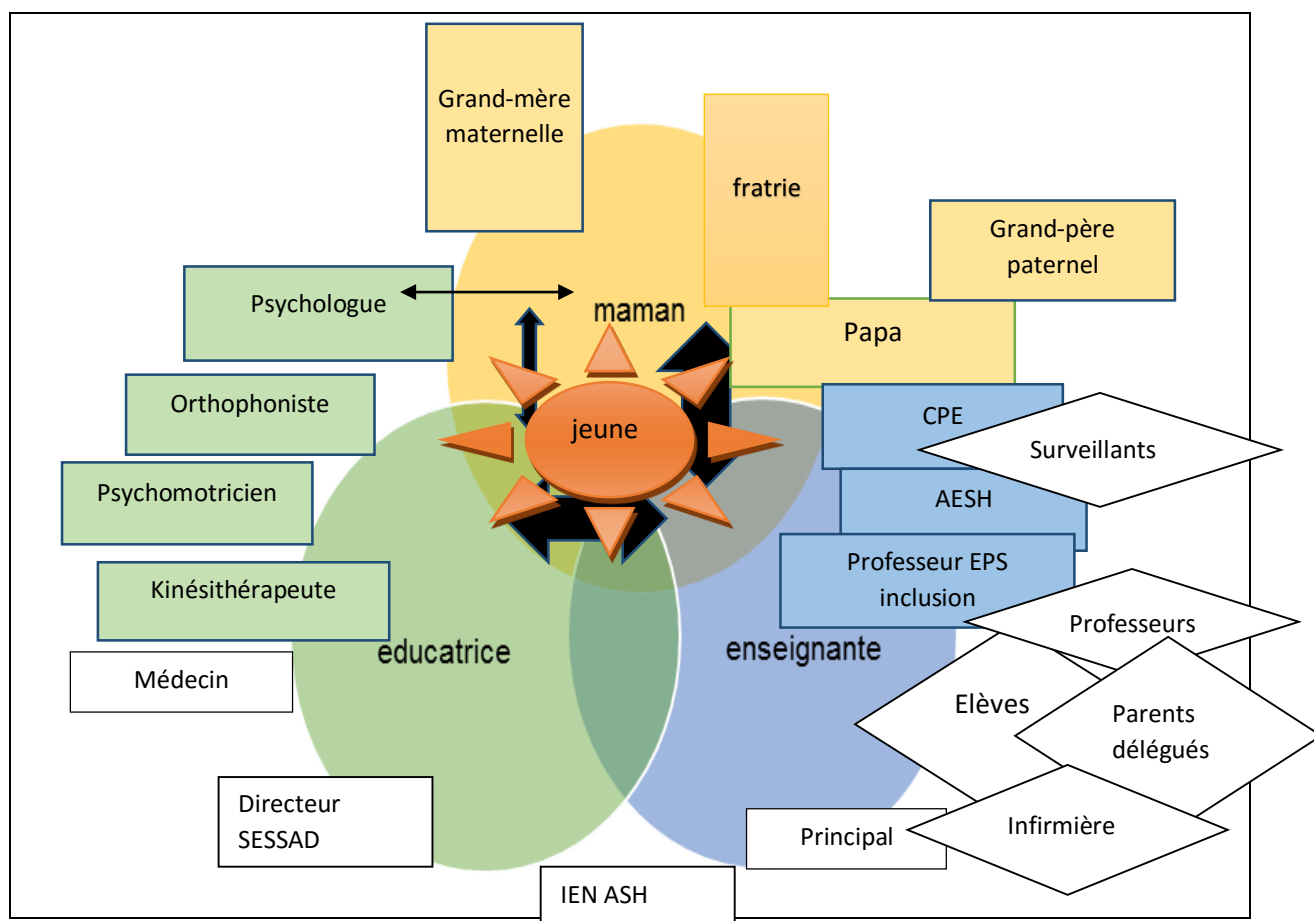 Grand-mère
maternelle
fratrie
Grand-père
paternel
Psychologue
maman
Papa
Orthophoniste
CPE
jeune
Surveillants
Psychomotricien
AESH
Kinésithérapeute
Professeur EPS
inclusion
Professeurs
educatrice
enseignante
Médecin
Elèves
Parents
délégués
Directeur
SESSAD
Principal
Infirmière
IEN ASH